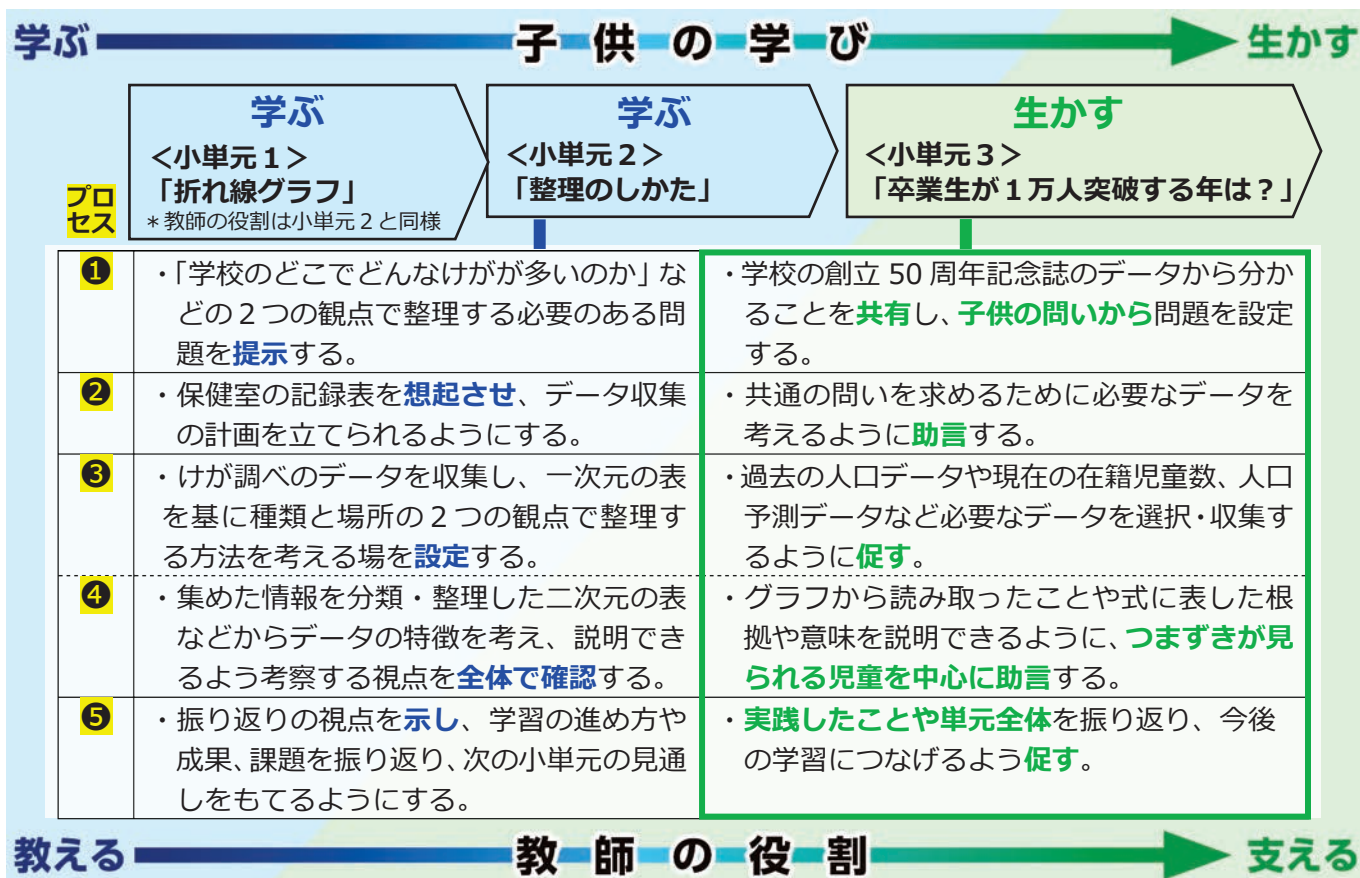 学ぶ 子供の学び 生かす
学ぶ
<小単元1>
「折れ線グラフ」
*教師の役割は小単元2と同様
学ぶ
<小単元2>
「整理のしかた」
生かす
<小単元3>
「卒業生が1万人突破する年は?」
プロ
セス
❶
・「学校のどこでどんなけがが多いのか」な
どの2つの観点で整理する必要のある問
題を提示する。
・学校の創立 50 周年記念誌のデータから分か
ることを共有し、子供の問いから問題を設定
する。
❷
・保健室の記録表を想起させ、データ収集
の計画を立てられるようにする。
・共通の問いを求めるために必要なデータを
考えるように助言する。
❸
・けが調べのデータを収集し、一次元の表
を基に種類と場所の2つの観点で整理す
る方法を考える場を設定する。
・過去の人口データや現在の在籍児童数、人口
予測データなど必要なデータを選択・収集す
るように促す。
❹
・集めた情報を分類・整理した二次元の表
などからデータの特徴を考え、説明でき
るよう考察する視点を全体で確認する。
・グラフから読み取ったことや式に表した根
拠や意味を説明できるように、つまずきが見
られる児童を中心に助言する。
❺
・振り返りの視点を示し、学習の進め方や
成果、課題を振り返り、次の小単元の見通
しをもてるようにする。
・実践したことや単元全体を振り返り、今後
の学習につなげるよう促す。
教える 教師の役割 支える